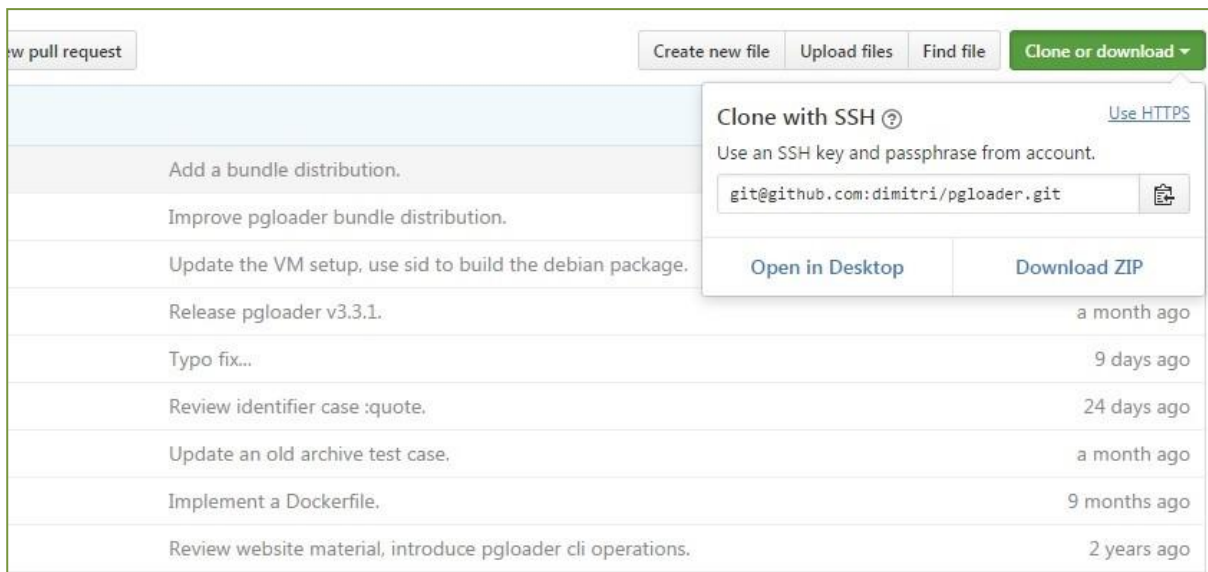 ew pull request
Create new file
Upload files
Find file
Clone or download
Clone with SSH
Use HTTPS
Use an SSH key and passphrase from account.
git@github.com:dimitri/pgloader.git
Open in Desktop
Download ZIP
Add a bundle distribution.
Improve pgloader bundle distribution.
Update the VM setup, use sid to build the debian package.
Release pgloader v3.3.1.
a month ago
Typo fix...
9 days ago
Review identifier case :quote.
24 days ago
Update an old archive test case.
a month ago
Implement a Dockerfile.
9 months ago
Review website material, introduce pgloader cli operations.
2 years ago